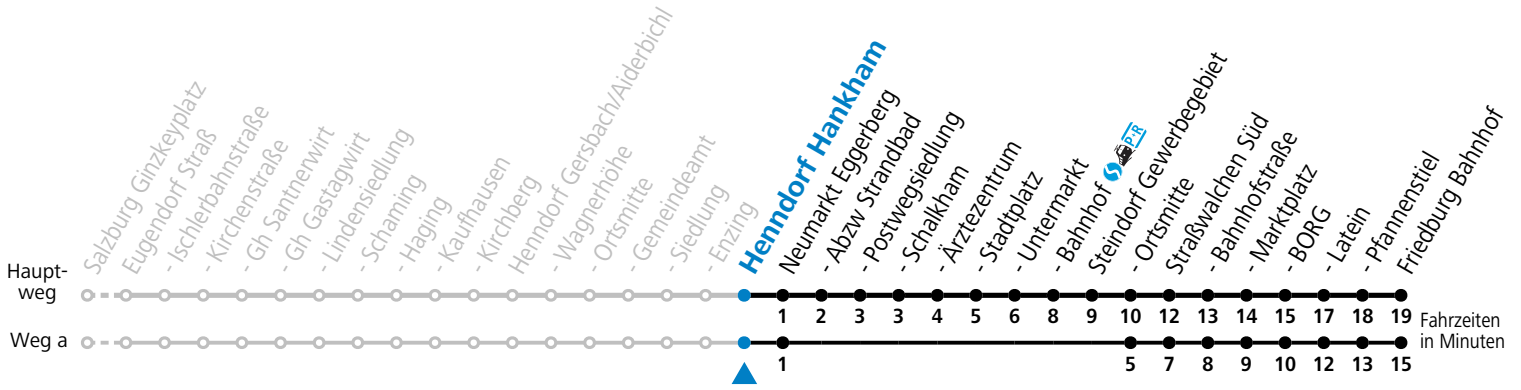 Salzburg Ginzkeyplatz
Eugendorf Straß
- Ischlerbahnstraße
- Kirchenstraße
- Gh Santnerwirt
- Gh Gastagwirt
- Lindensiedlung
- Schaming
- Haging
- Kaufhausen
- Kirchberg
Henndorf Gersbach/Aiderbichl
- Wagnerhöhe
- Ortsmitte
- Gemeindeamt
- Siedlung
- Enzing
Henndorf Hankham
Neumarkt Eggerberg
- Abzw Strandbad
- Postwegsiedlung
- Schalkham
- Ärztezentrum
- Stadtplatz
- Untermarkt
- Bahnhof P+R
Steindorf Gewerbegebiet
- Ortsmitte
Straßwalchen Süd
- Bahnhofstraße
- Marktplatz
- BORG
- Latein
- Pfannenstiel
Friedburg Bahnhof
Haupt-
weg
1 2 3 3 4 5 6 8 9 10 12 13 14 15 17 18 19
Fahrzeiten
in Minuten
Weg a
1 5 7 8 9 10 12 13 15